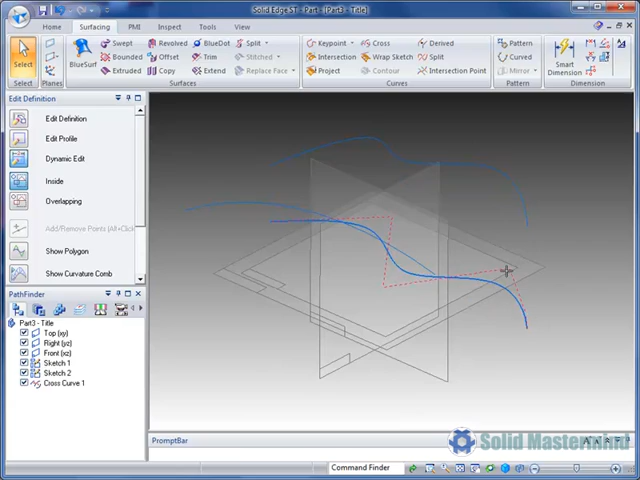 Solid Edge ST - Part - [Part3 - Title]
Home Surfacing PMI Inspect Tools View
Select
Select
Planes
BlueSurf
Swept
Bounded
Extruded
Revolved
Offset
Copy
BlueDot
Trim
Extend
Split
Stitched
Replace Face
Surfaces
Keypoint
Intersection
Project
Cross
Wrap Sketch
Contour
Derived
Split
Intersection Point
Curves
Pattern
Curved
Mirror
Pattern
Smart
Dimension
Dimension
Edit Definition
Edit Definition
Edit Profile
Dynamic Edit
Inside
Overlapping
Add/Remove Points (Alt+Click
Show Polygon
Show Curvature Comb
PathFinder
Part3 - Title
Top (xy)
Right (yz)
Front (xz)
Sketch 1
Sketch 2
Cross Curve 1
PromptBar
Solid Mastermind
Command Finder